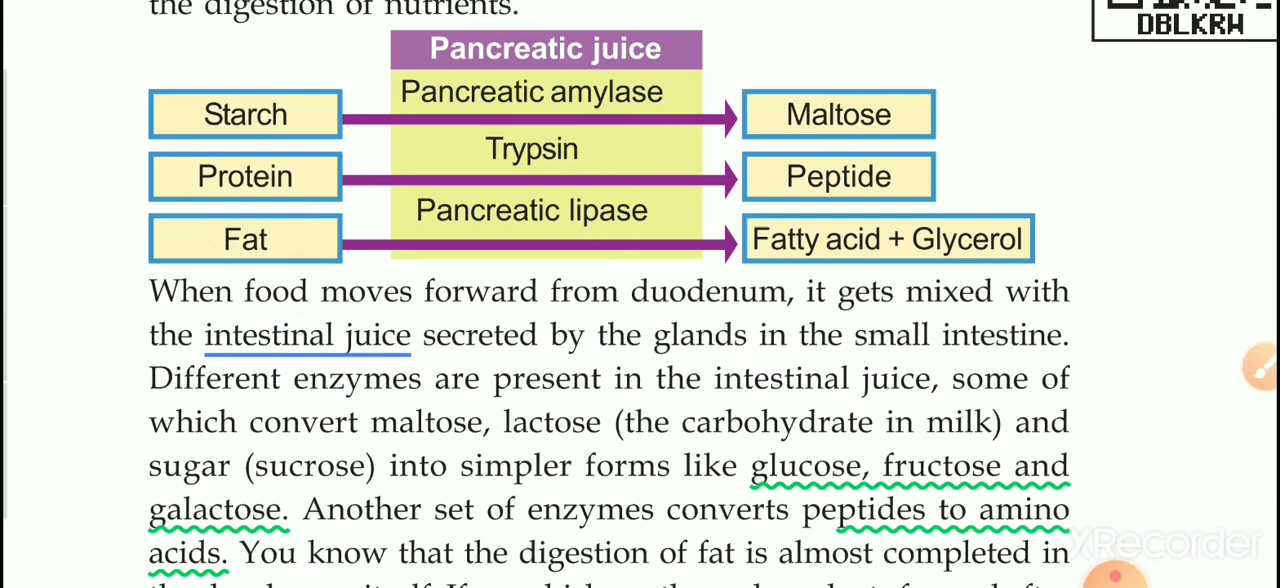 the digestion of nutrients.
DBLKRW
Pancreatic juice
Pancreatic amylase
Starch
Maltose
Trypsin
Protein
Peptide
Pancreatic lipase
Fat
Fatty acid + Glycerol
When food moves forward from duodenum, it gets mixed with
the intestinal juice secreted by the glands in the small intestine.
Different enzymes are present in the intestinal juice, some of
which convert maltose, lactose (the carbohydrate in milk) and
sugar (sucrose) into simpler forms like glucose, fructose and
galactose. Another set of enzymes converts peptides to amino
acids. You know that the digestion of fat is almost completed in
XRecorder